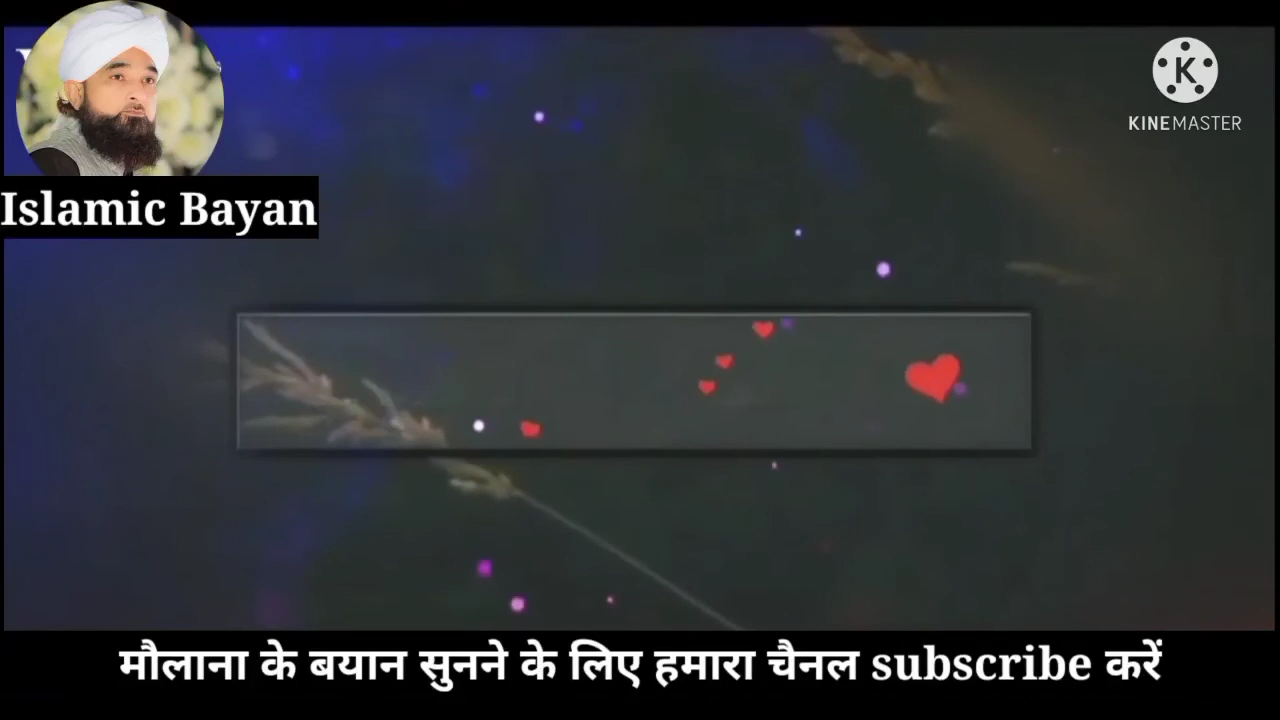 KINEMASTER
Islamic Bayan
मौलाना के बयान सुनने के लिए हमारा चैनल subscribe करें